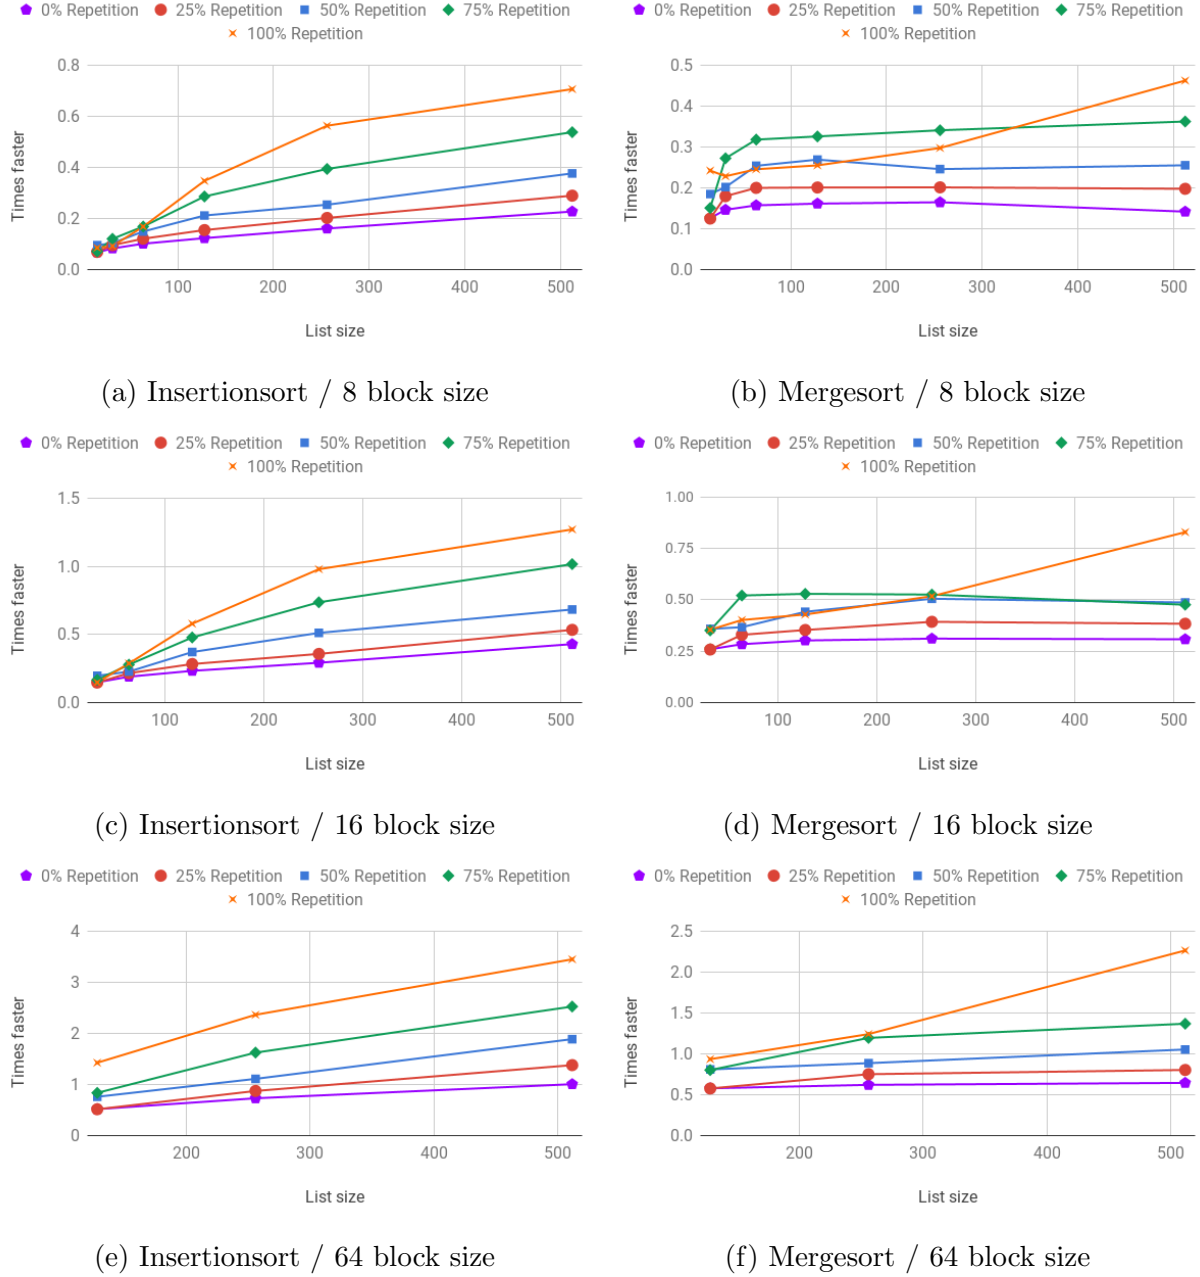 0% Repetition 25% Repetition 50% Repetition 75% Repetition
100% Repetition
Times faster
0.8
0.6
0.4
0.2
0.0
100 200 300 400 500
List size
(a) Insertionsort / 8 block size
0% Repetition 25% Repetition 50% Repetition 75% Repetition
100% Repetition
Times faster
0.5
0.4
0.3
0.2
0.1
0.0
100 200 300 400 500
List size
(b) Mergesort / 8 block size
0% Repetition 25% Repetition 50% Repetition 75% Repetition
100% Repetition
Times faster
1.5
1.0
0.5
0.0
100 200 300 400 500
List size
(c) Insertionsort / 16 block size
0% Repetition 25% Repetition 50% Repetition 75% Repetition
100% Repetition
Times faster
1.00
0.75
0.50
0.25
0.00
100 200 300 400 500
List size
(d) Mergesort / 16 block size
0% Repetition 25% Repetition 50% Repetition 75% Repetition
100% Repetition
Times faster
4
3
2
1
0
200 300 400 500
List size
(e) Insertionsort / 64 block size
0% Repetition 25% Repetition 50% Repetition 75% Repetition
100% Repetition
Times faster
2.5
2.0
1.5
1.0
0.5
0.0
200 300 400 500
List size
(f) Mergesort / 64 block size